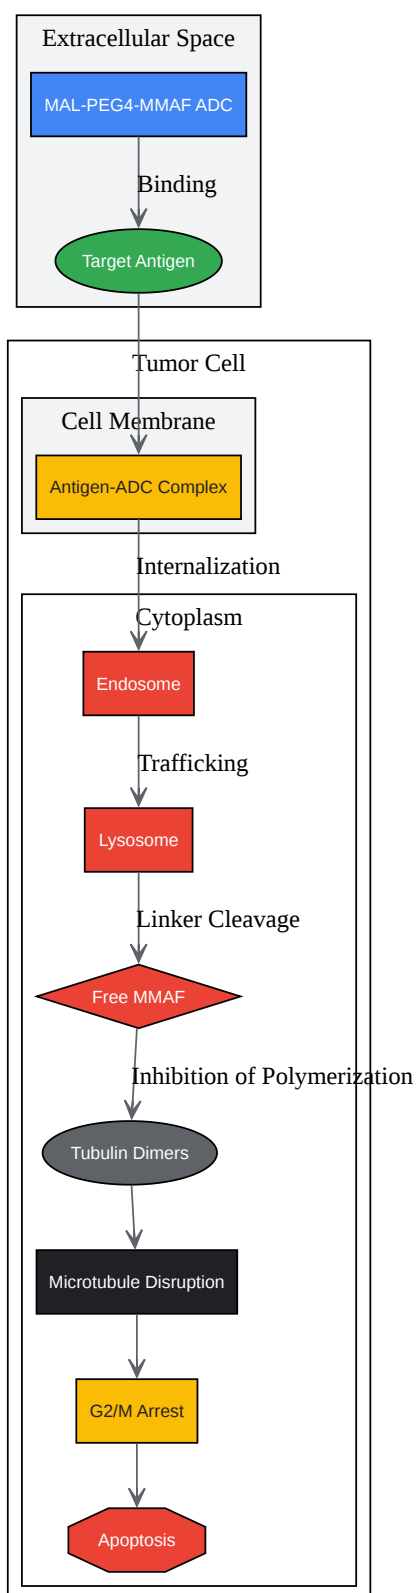 Extracellular Space
MAL-PEG4-MMAF ADC
Binding
Target Antigen
Tumor Cell
Cell Membrane
Antigen-ADC Complex
Internalization
Cytoplasm
Endosome
Trafficking
Lysosome
Linker Cleavage
Free MMAF
Inhibition of Polymerization
Tubulin Dimers
Microtubule Disruption
G2/M Arrest
Apoptosis